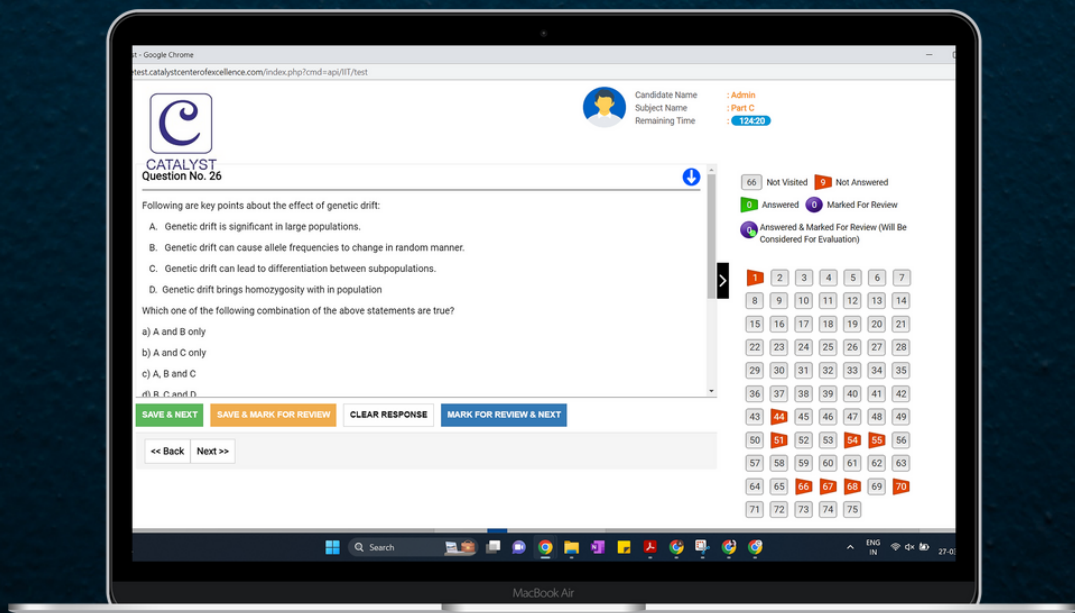 st - Google Chrome
etest.catalystcenterofexcellence.com/index.php?cmd=api/IIT/test
CATALYST
Candidate Name : Admin
Subject Name : Part C
Remaining Time : 124:20
Question No. 26
Following are key points about the effect of genetic drift:
A. Genetic drift is significant in large populations.
B. Genetic drift can cause allele frequencies to change in random manner.
C. Genetic drift can lead to differentiation between subpopulations.
D. Genetic drift brings homozygosity with in population
Which one of the following combination of the above statements are true?
a) A and B only
b) A and C only
c) A, B and C
d) B, C and D
SAVE & NEXT SAVE & MARK FOR REVIEW CLEAR RESPONSE MARK FOR REVIEW & NEXT
<< Back Next >>
66 Not Visited 9 Not Answered
0 Answered 0 Marked For Review
0 Answered & Marked For Review (Will Be
Considered For Evaluation)
1 2 3 4 5 6 7
8 9 10 11 12 13 14
15 16 17 18 19 20 21
22 23 24 25 26 27 28
29 30 31 32 33 34 35
36 37 38 39 40 41 42
43 44 45 46 47 48 49
50 51 52 53 54 55 56
57 58 59 60 61 62 63
64 65 66 67 68 69 70
71 72 73 74 75
Search
ENG
IN
27-03
MacBook Air